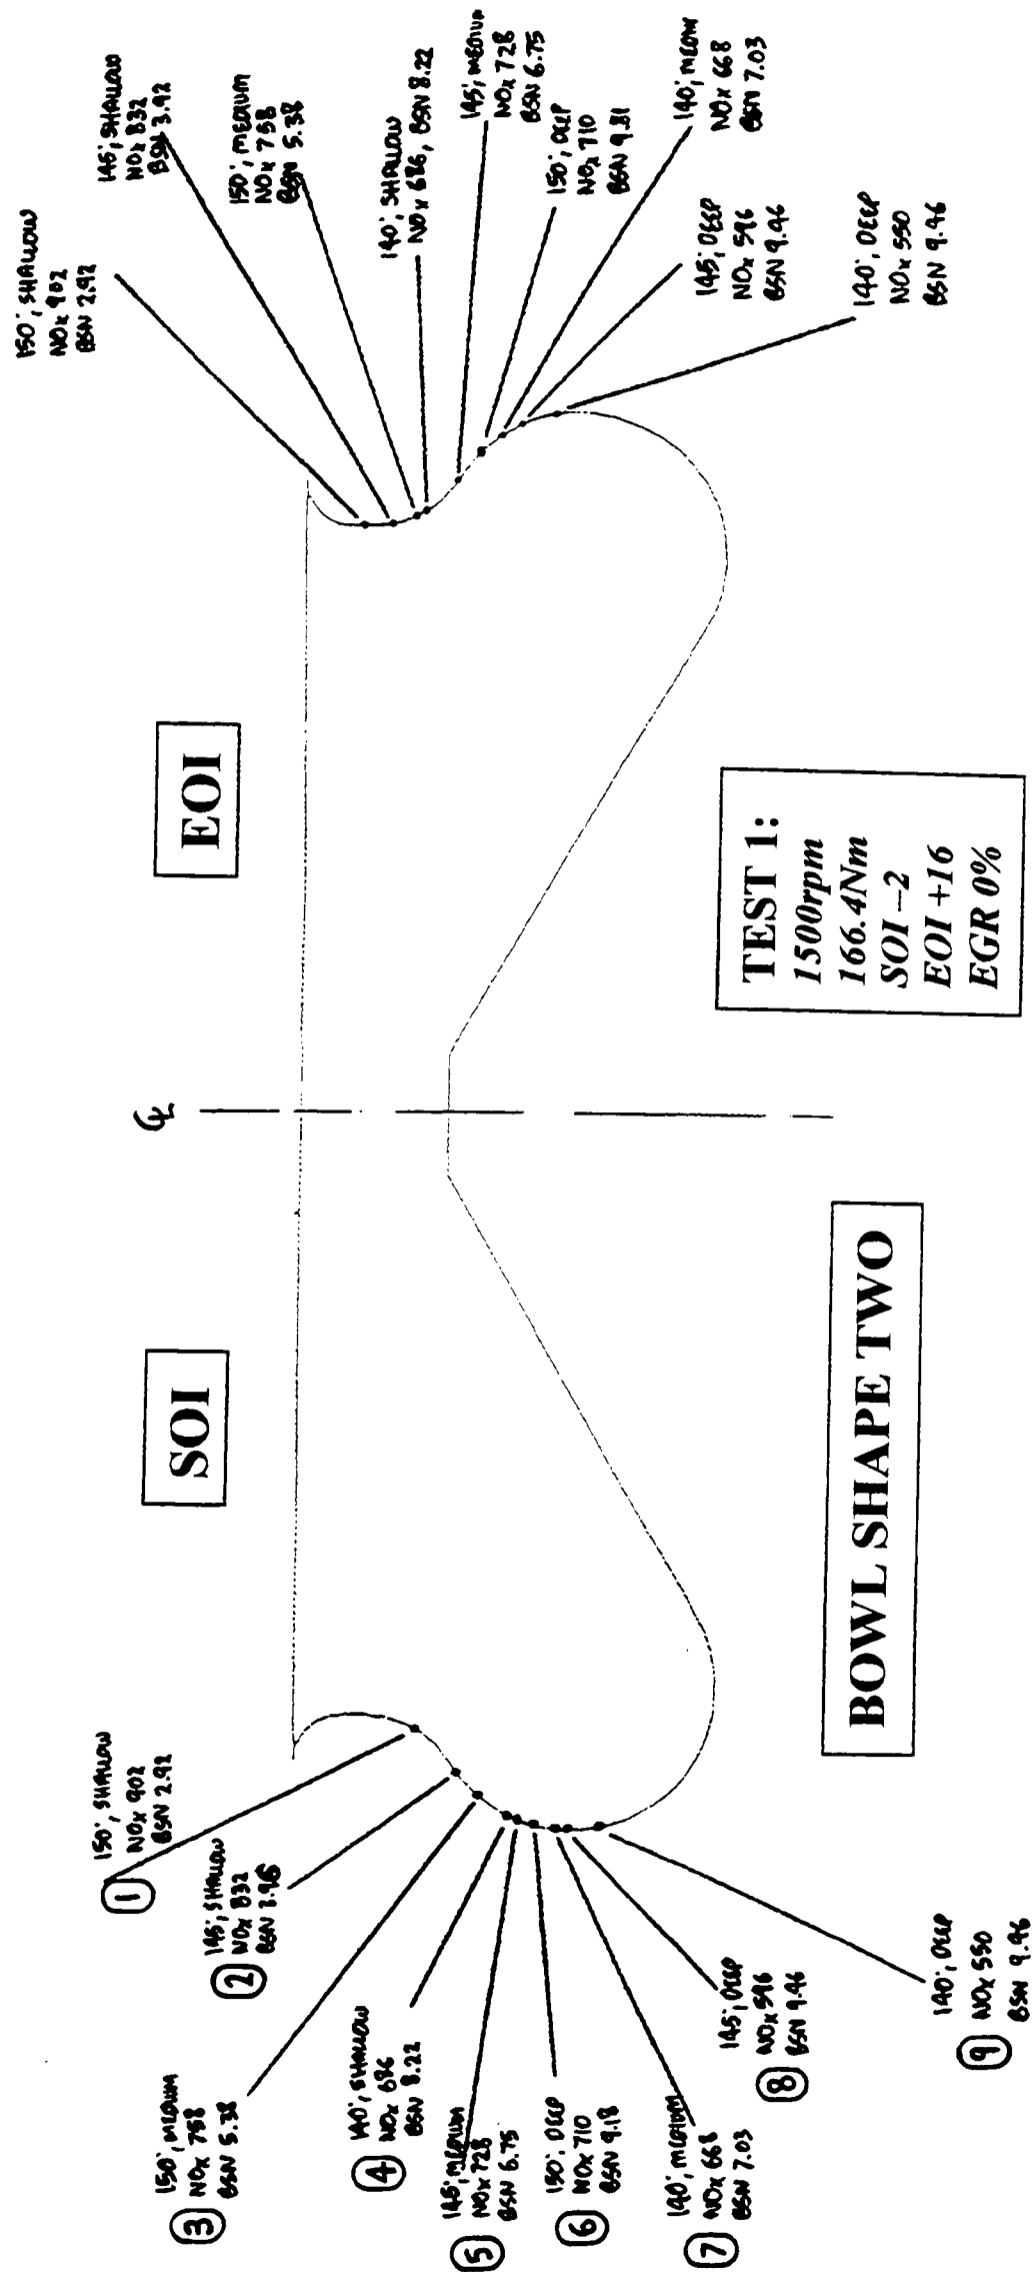 SOI
EOI
℄
①
150°, SHALLOW
NOx 902
BSN 2.92
②
145°, SHALLOW
NOx 832
③
150°, MEDIUM
NOx 758
BSN 5.38
④
140°, SHALLOW
NOx 686
BSN 8.22
⑤
145°, MEDIUM
NOx 728
BSN 6.75
⑥
150°, DEEP
NOx 710
BSN 9.18
⑦
140°, MEDIUM
NOx 668
BSN 7.03
⑧
145°, DEEP
NOx 596
BSN 9.46
⑨
140°, DEEP
NOx 550
BSN 9.46
150°, SHALLOW
NOx 902
BSN 2.92
145°, SHALLOW
NOx 832
BSN 3.92
150°, MEDIUM
NOx 758
BSN 5.38
140°, SHALLOW
NOx 686, BSN 8.22
145°, MEDIUM
NOx 728
BSN 6.75
150°, DEEP
NOx 710
BSN 9.81
140°, MEDIUM
NOx 668
BSN 7.03
145°, DEEP
NOx 596
BSN 9.46
140°, DEEP
NOx 550
BSN 9.46
BOWL SHAPE TWO
TEST 1:
1500rpm
166.4Nm
SOI –2
EOI +16
EGR 0%